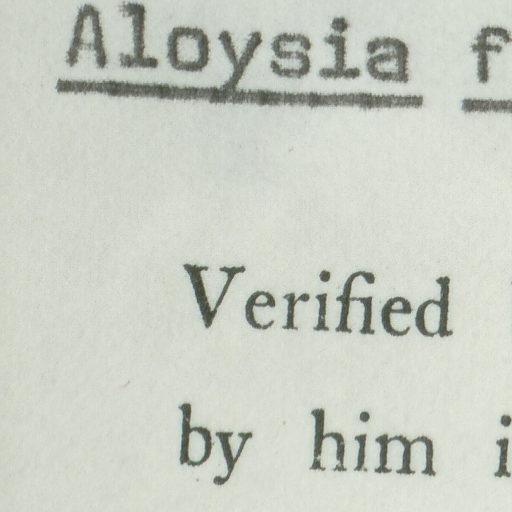 Aloysia f
Verified
by him i